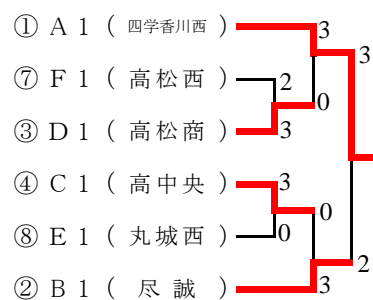 ① A 1 ( 四学香川西 ) 3
3
⑦ F 1 ( 高松西 ) 2
0
③ D 1 ( 高松商 ) 3
④ C 1 ( 高中央 ) 3
0
⑧ E 1 ( 丸城西 ) 0
2
② B 1 ( 尽誠 ) 3